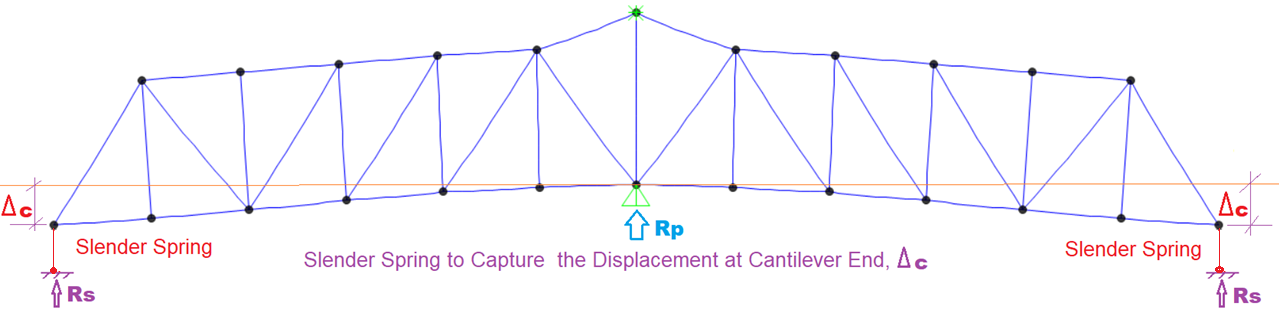 Δc
Δc
Slender Spring
Rp
Slender Spring
Slender Spring to Capture the Displacement at Cantilever End, Δc
Rs
Rs